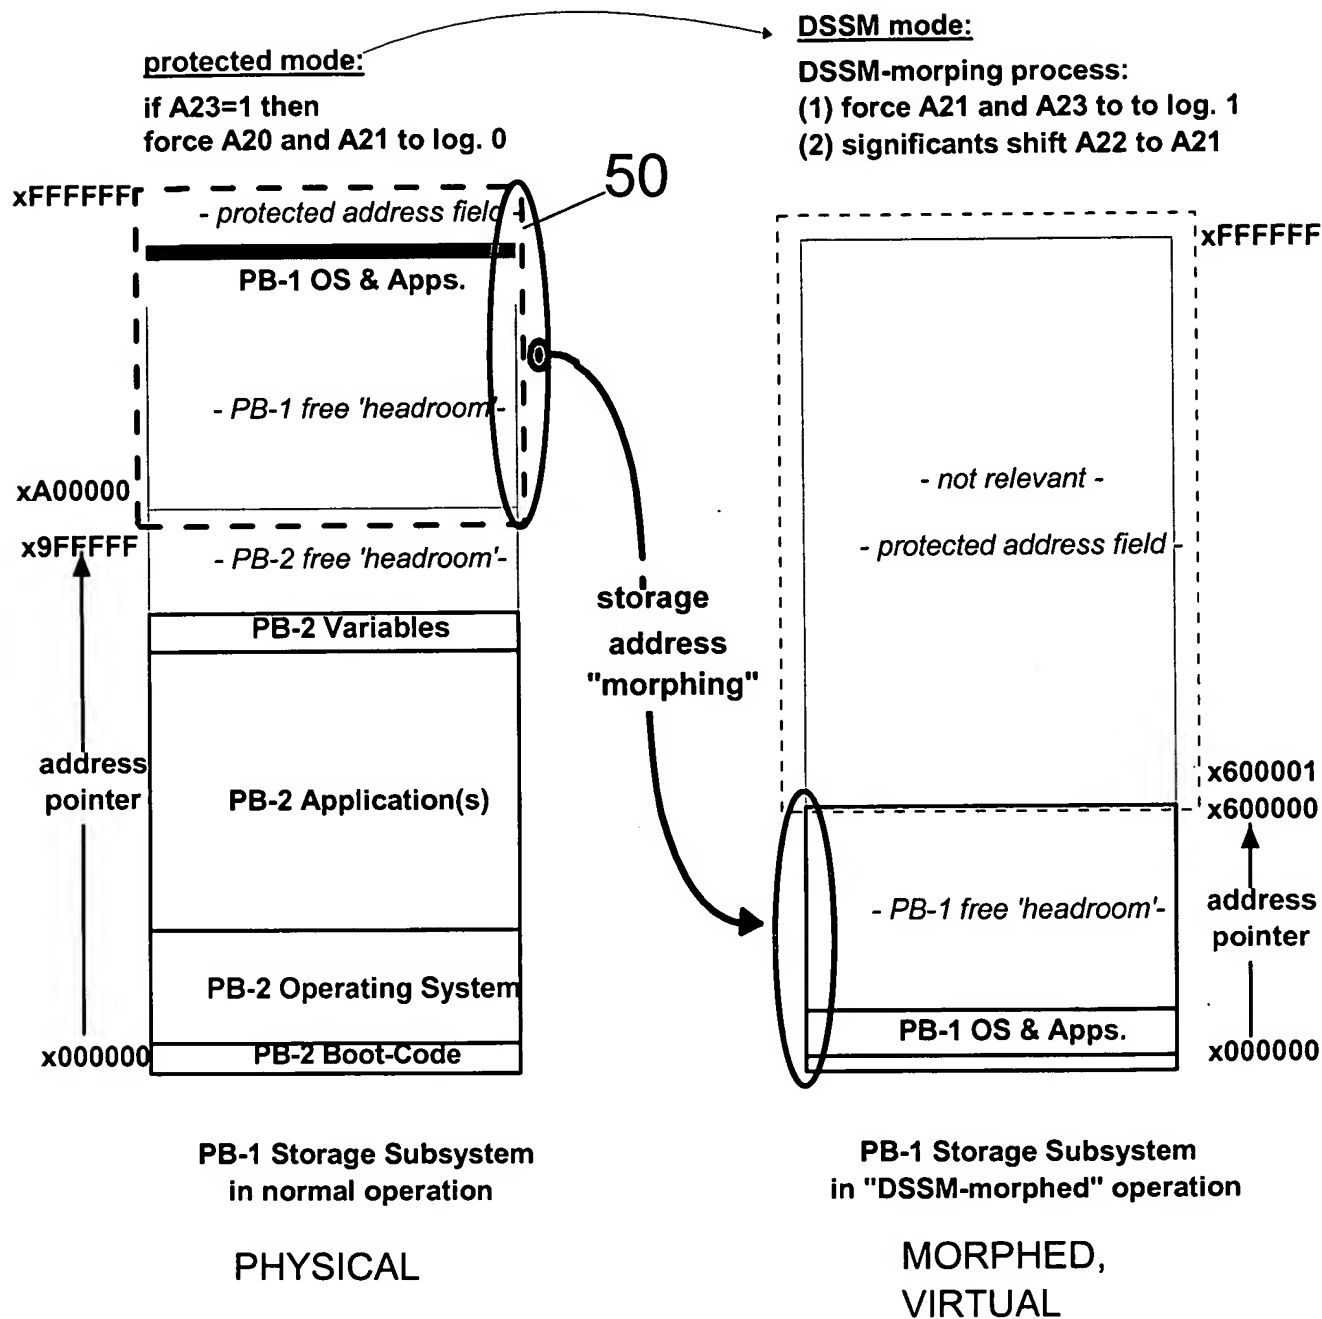 protected mode:
if A23=1 then
force A20 and A21 to log. 0
DSSM mode:
DSSM-morping process:
(1) force A21 and A23 to to log. 1
(2) significants shift A22 to A21
50
xFFFFFF
- protected address field -
PB-1 OS & Apps.
- PB-1 free 'headroom'-
xA00000
x9FFFFF
- PB-2 free 'headroom'-
PB-2 Variables
address
pointer
PB-2 Application(s)
PB-2 Operating System
x000000
PB-2 Boot-Code
storage
address
"morphing"
xFFFFFF
- not relevant -
- protected address field -
x600001
x600000
- PB-1 free 'headroom'-
address
pointer
PB-1 OS & Apps.
x000000
PB-1 Storage Subsystem
in normal operation
PHYSICAL
PB-1 Storage Subsystem
in "DSSM-morphed" operation
MORPHED,
VIRTUAL